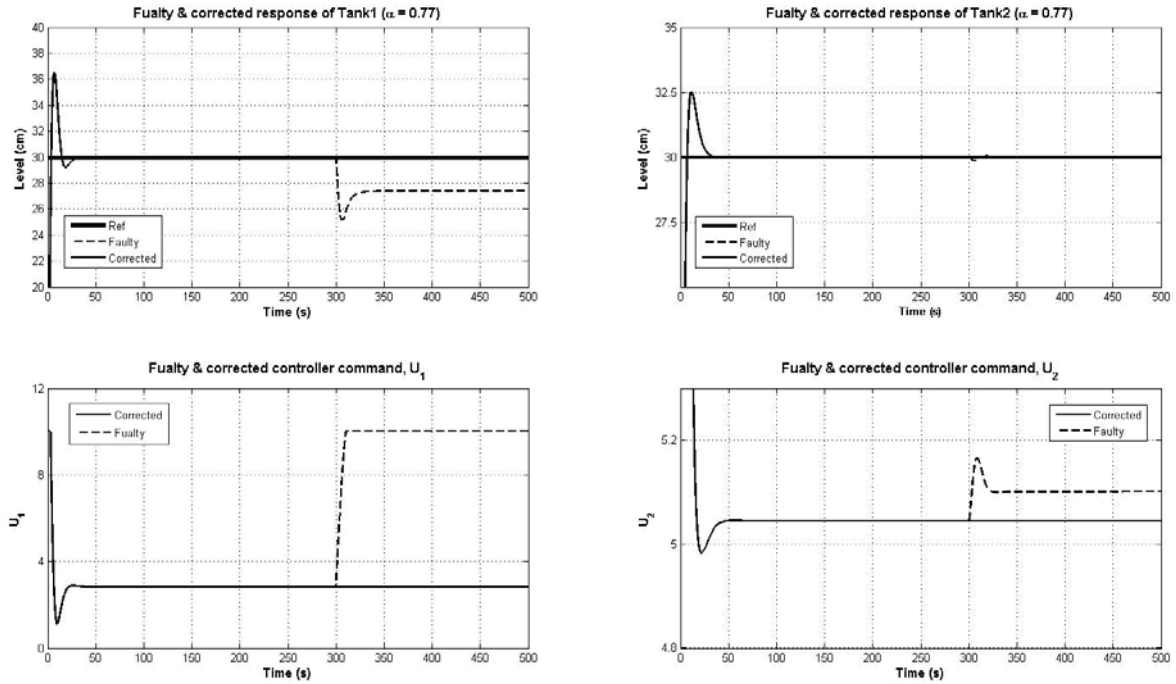 Fualty & corrected response of Tank1 (α = 0.77)
40
38
36
34
32
30
28
26
24
22
20
Level (cm)
Ref
Faulty
Corrected
0 50 100 150 200 250 300 350 400 450 500
Time (s)
Fualty & corrected response of Tank2 (α = 0.77)
35
32.5
30
27.5
Level (cm)
Ref
Faulty
Corrected
0 50 100 150 200 250 300 350 400 450 500
Time (s)
Fualty & corrected controller command, U1
12
8
4
0
U1
Corrected
Fualty
0 50 100 150 200 250 300 350 400 450 500
Time (s)
Fualty & corrected controller command, U2
5.2
5
4.8
U2
Corrected
Faulty
0 50 100 150 200 250 300 350 400 450 500
Time (s)